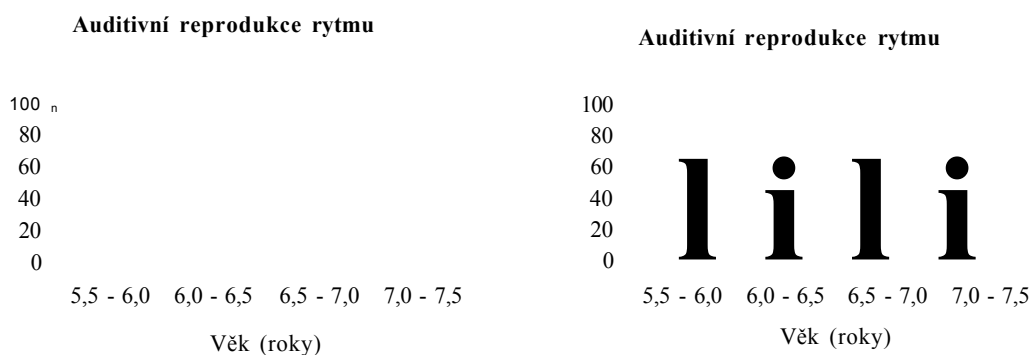 Auditivní reprodukce rytmu
100 n
80
60
40
20
0
5,5 - 6,0 6,0 - 6,5 6,5 - 7,0 7,0 - 7,5
Věk (roky)
Auditivní reprodukce rytmu
100
80
60
40
20
0
lili
5,5 - 6,0 6,0 - 6,5 6,5 - 7,0 7,0 - 7,5
Věk (roky)